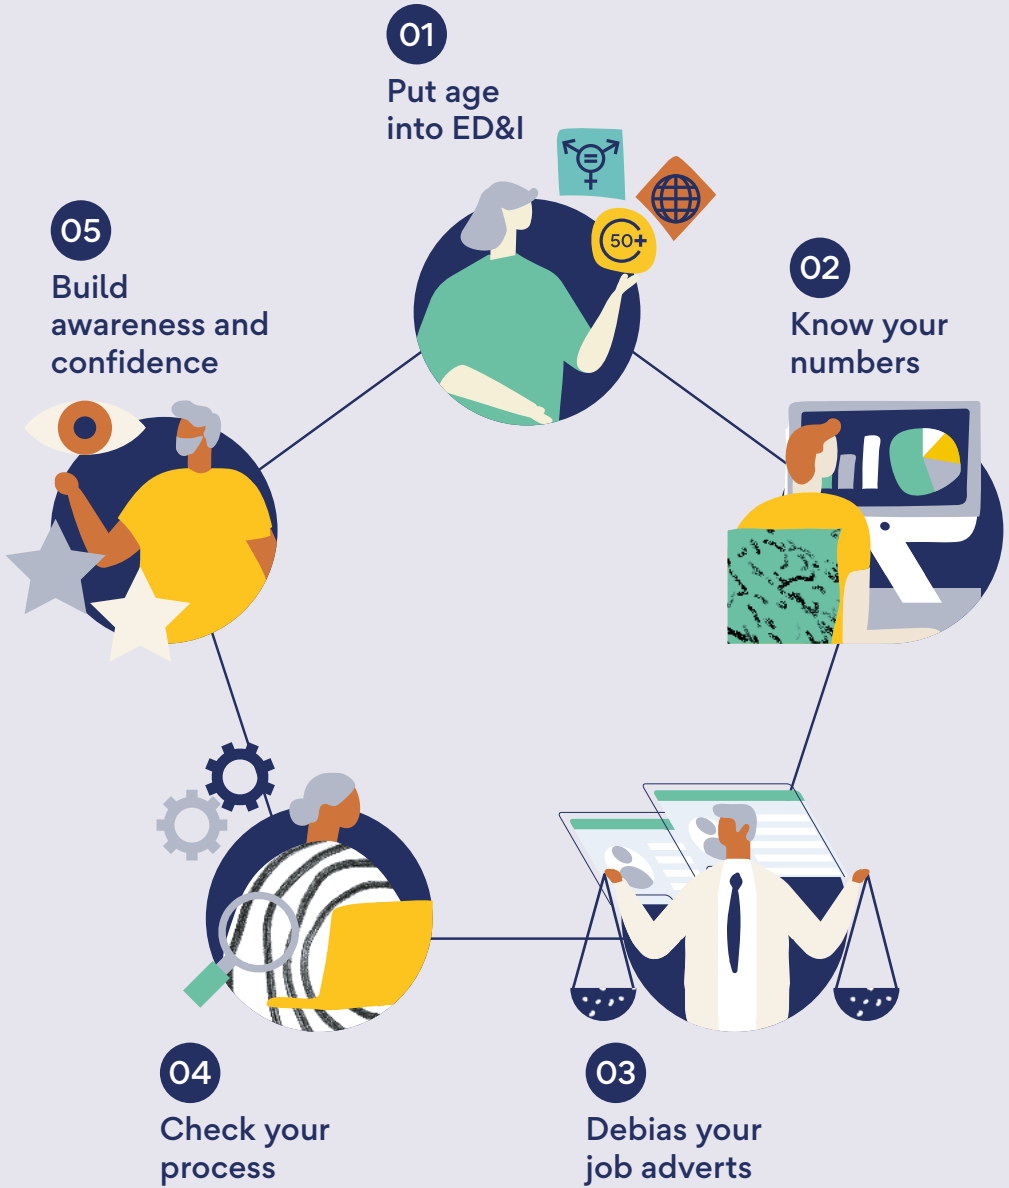 01
Put age
into ED&I
50+
02
Know your
numbers
03
Debias your
job adverts
04
Check your
process
05
Build
awareness and
confidence